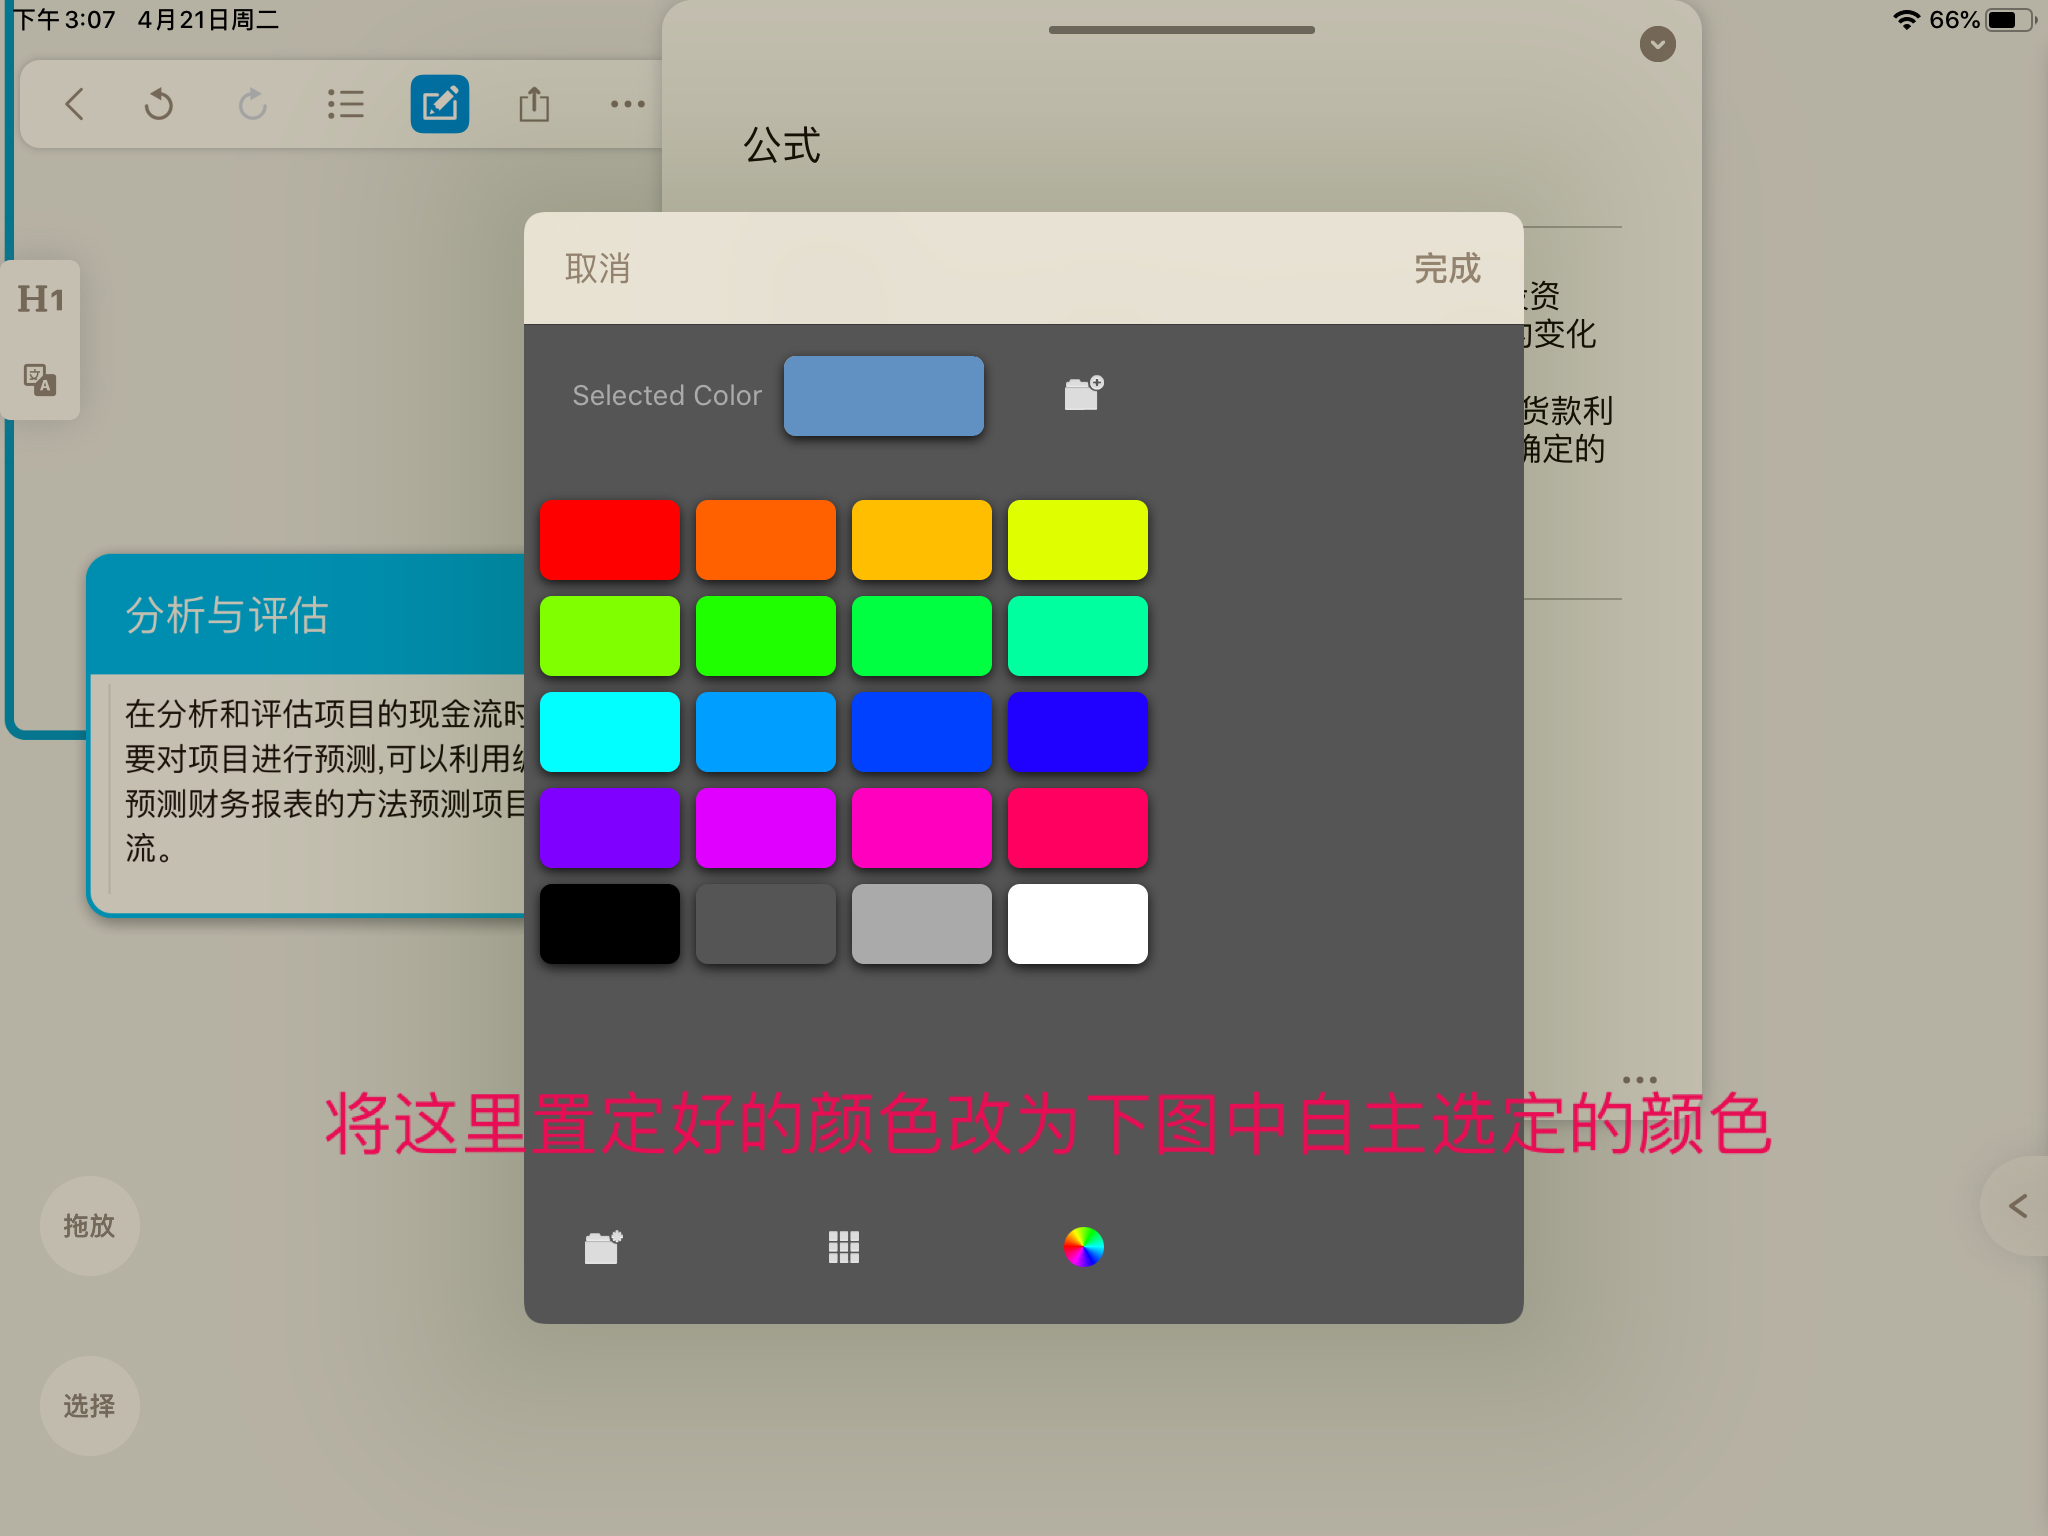 下午3:07 4月21日周二
66%
公式
取消
完成
H1
资
变化
Selected Color
货款利
确定的
分析与评估
在分析和评估项目的现金流时
要对项目进行预测,可以利用
预测财务报表的方法预测项目
流。
将这里置定好的颜色改为下图中自主选定的颜色
拖放
选择